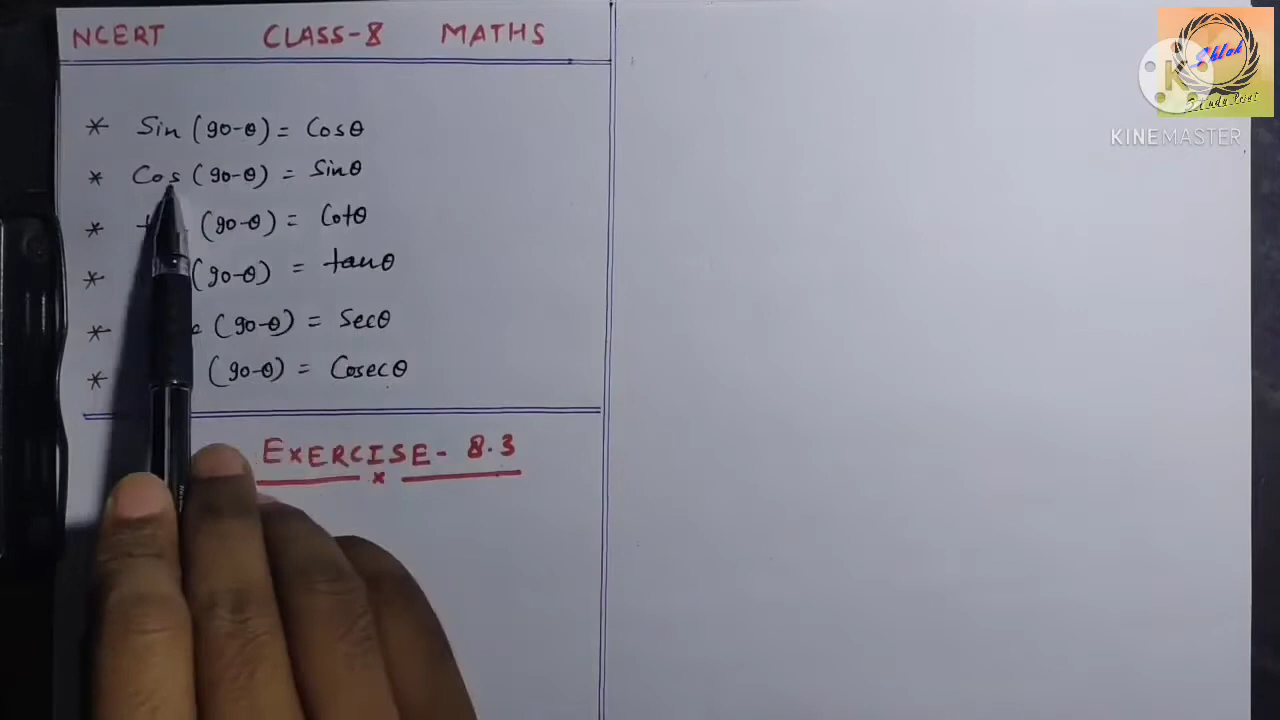 NCERT CLASS-8 MATHS
* Sin (90-θ) = Cosθ
* Cos (90-θ) = Sinθ
* (90-θ) = Cotθ
* (90-θ) = tanθ
* (90-θ) = Secθ
* (90-θ) = Cosecθ
EXERCISE- 8.3
x
Shlok
K
KINEMASTER